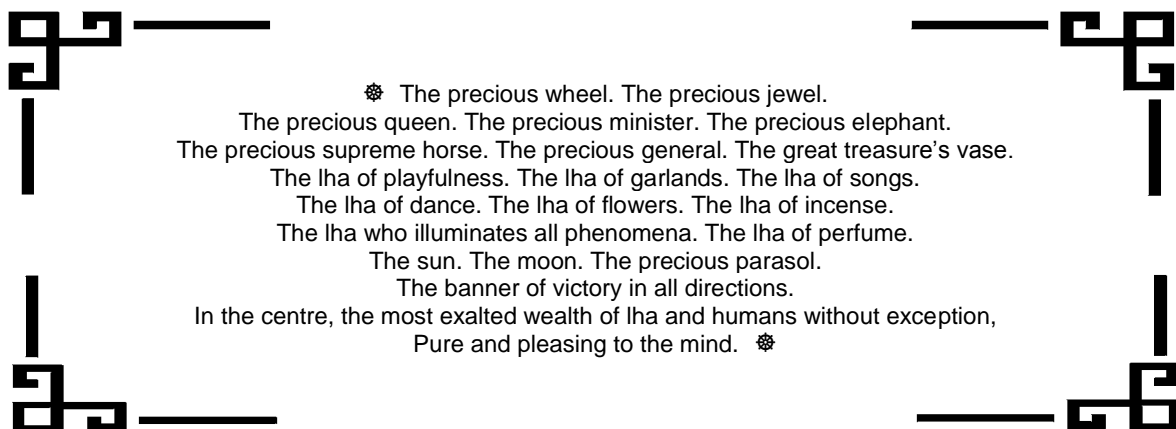 ☸ The precious wheel. The precious jewel.
The precious queen. The precious minister. The precious elephant.
The precious supreme horse. The precious general. The great treasure’s vase.
The lha of playfulness. The lha of garlands. The lha of songs.
The lha of dance. The lha of flowers. The lha of incense.
The lha who illuminates all phenomena. The lha of perfume.
The sun. The moon. The precious parasol.
The banner of victory in all directions.
In the centre, the most exalted wealth of lha and humans without exception,
Pure and pleasing to the mind. ☸